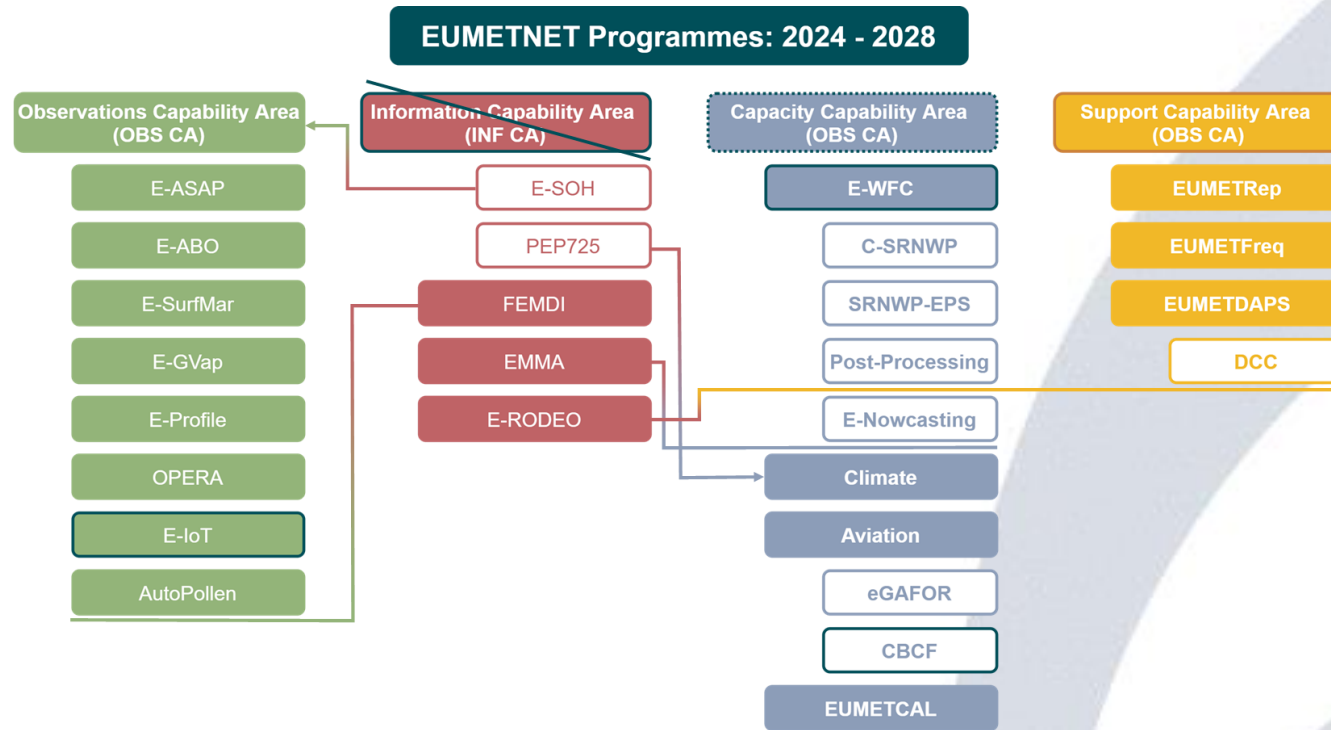 EUMETNET Programmes: 2024 - 2028
Observations Capability Area
(OBS CA)
E-ASAP
E-ABO
E-SurfMar
E-GVap
E-Profile
OPERA
E-IoT
AutoPollen
Information Capability Area
(INF CA)
E-SOH
PEP725
FEMDI
EMMA
E-RODEO
Capacity Capability Area
(OBS CA)
E-WFC
C-SRNWP
SRNWP-EPS
Post-Processing
E-Nowcasting
Climate
Aviation
eGAFOR
CBCF
EUMETCAL
Support Capability Area
(OBS CA)
EUMETRep
EUMETFreq
EUMETDAPS
DCC